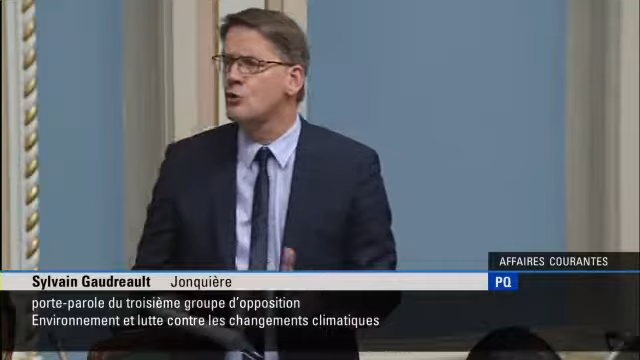 AFFAIRES COURANTES
Sylvain Gaudreault Jonquière PQ
porte-parole du troisième groupe d'opposition
Environnement et lutte contre les changements climatiques